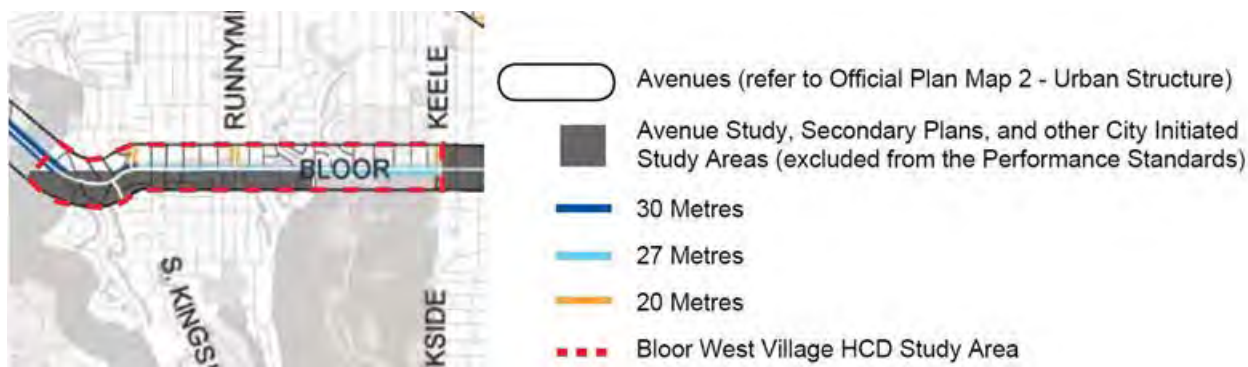 RUNNYM
KEELE
BLOOR
S. KINGS
KSIDE
Avenues (refer to Official Plan Map 2 - Urban Structure)
Avenue Study, Secondary Plans, and other City Initiated
Study Areas (excluded from the Performance Standards)
30 Metres
27 Metres
20 Metres
Bloor West Village HCD Study Area